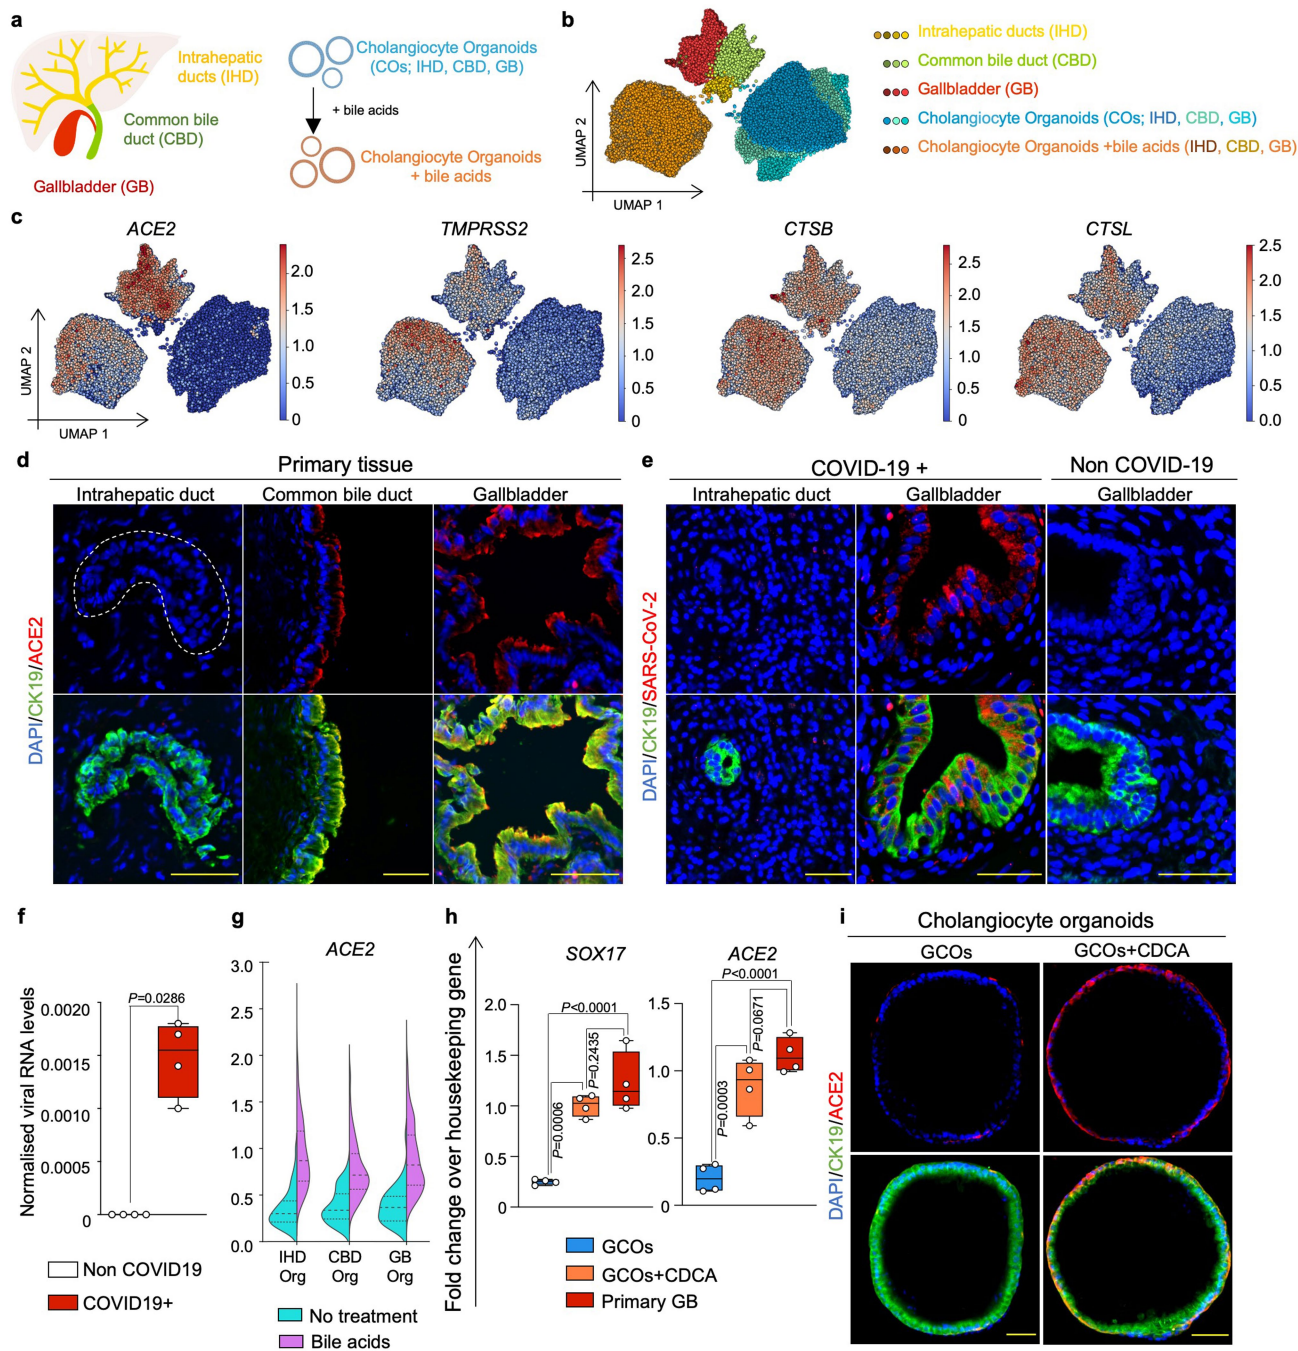 a
Intrahepatic
ducts (IHD)
Common bile
duct (CBD)
Gallbladder (GB)
Cholangiocyte Organoids
(COs; IHD, CBD, GB)
+ bile acids
Cholangiocyte Organoids
+ bile acids
b
UMAP 2
UMAP 1
Intrahepatic ducts (IHD)
Common bile duct (CBD)
Gallbladder (GB)
Cholangiocyte Organoids (COs; IHD, CBD, GB)
Cholangiocyte Organoids +bile acids (IHD, CBD, GB)
c
ACE2
2.0
1.5
1.0
0.5
0
UMAP 2
UMAP 1
TMPRSS2
2.5
2.0
1.5
1.0
0.5
0
CTSB
2.5
2.0
1.5
1.0
0.5
0
CTSL
2.5
2.0
1.5
1.0
0.5
0.0
d
Primary tissue
Intrahepatic duct
Common bile duct
Gallbladder
DAPI/CK19/ACE2
e
COVID-19 +
Non COVID-19
Intrahepatic duct
Gallbladder
Gallbladder
DAPI/CK19/SARS-CoV-2
f
Normalised viral RNA levels
0.0020
0.0015
0.0010
0.0005
0
P=0.0286
Non COVID19
COVID19+
g
ACE2
3.0
2.5
2.0
1.5
1.0
0.5
0.0
IHD
Org
CBD
Org
GB
Org
No treatment
Bile acids
h
Fold change over housekeeping gene
SOX17
2.0
1.5
1.0
0.5
0
P<0.0001
P=0.2435
P=0.0006
ACE2
1.5
1.0
0.5
0
P<0.0001
P=0.0671
P=0.0003
GCOs
GCOs+CDCA
Primary GB
i
Cholangiocyte organoids
GCOs
GCOs+CDCA
DAPI/CK19/ACE2